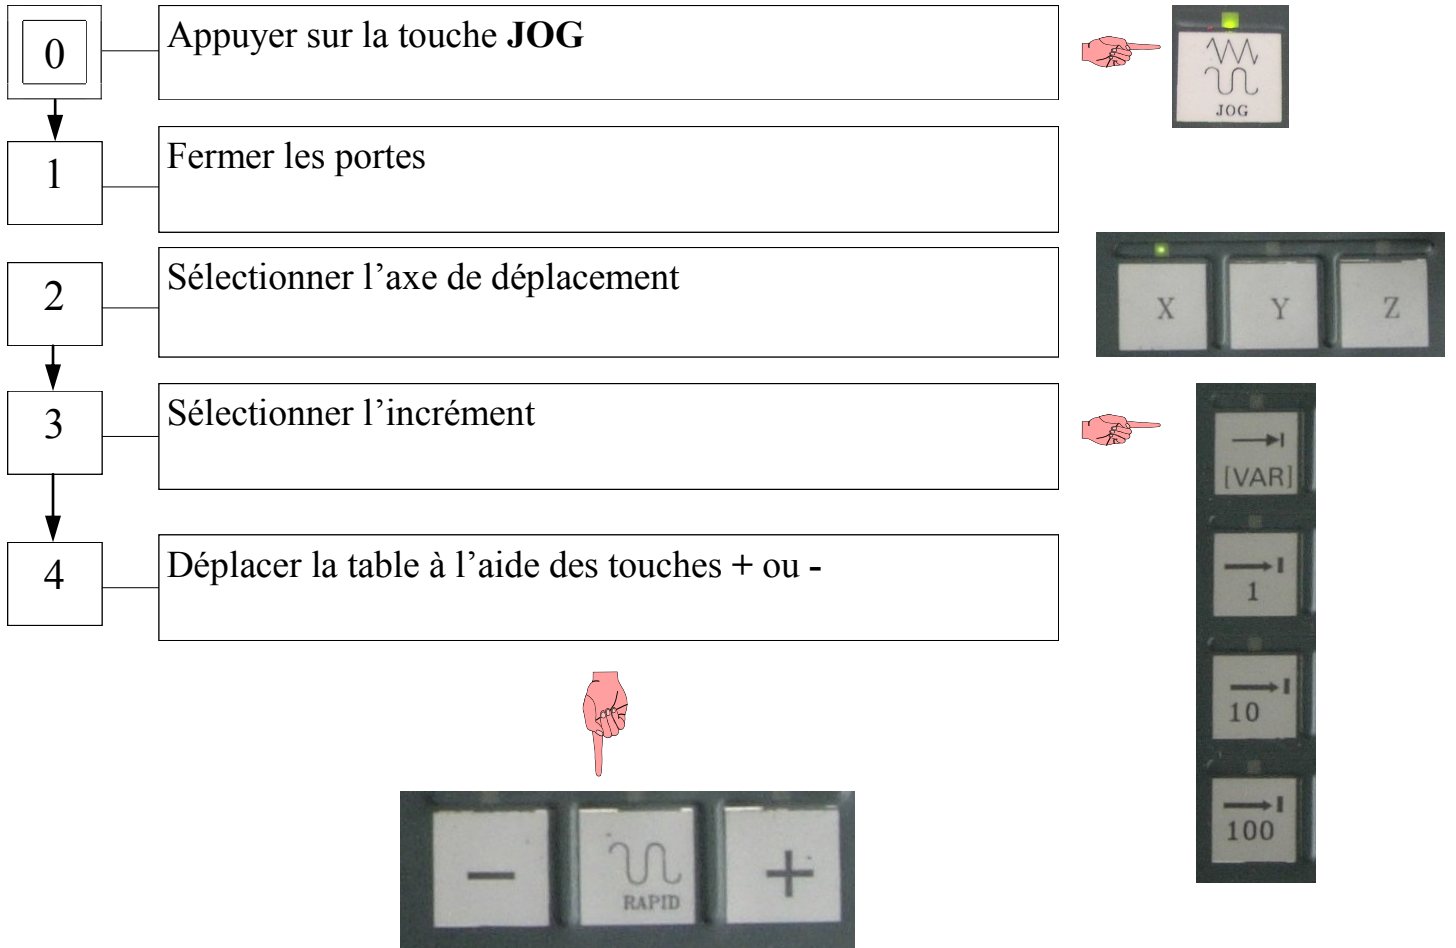 0
Appuyer sur la touche JOG
JOG
1
Fermer les portes
2
Sélectionner l’axe de déplacement
X Y Z
3
Sélectionner l’incrément
[VAR]
1
10
100
4
Déplacer la table à l’aide des touches + ou -
- RAPID +